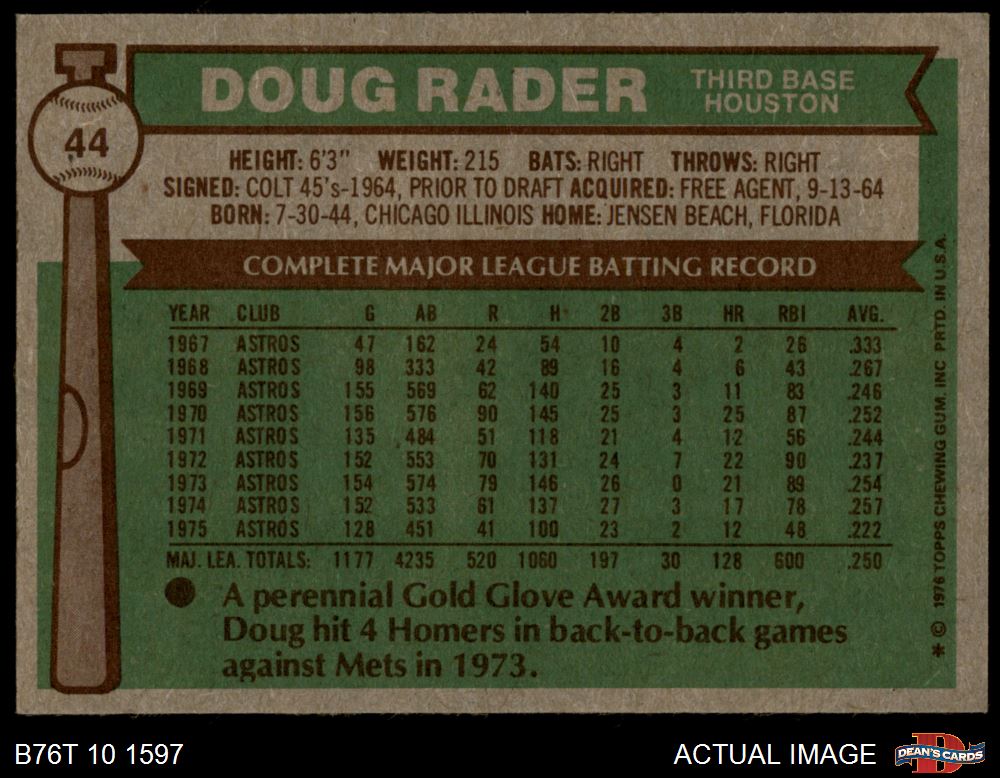 44
DOUG RADER
THIRD BASE
HOUSTON
HEIGHT: 6'3" WEIGHT: 215 BATS: RIGHT THROWS: RIGHT
SIGNED: COLT 45's-1964, PRIOR TO DRAFT ACQUIRED: FREE AGENT, 9-13-64
BORN: 7-30-44, CHICAGO ILLINOIS HOME: JENSEN BEACH, FLORIDA
COMPLETE MAJOR LEAGUE BATTING RECORD
YEAR CLUB G AB R H 2B 3B HR RBI AVG.
1967 ASTROS 47 162 24 54 10 4 2 26 .333
1968 ASTROS 98 333 42 89 16 4 6 43 .267
1969 ASTROS 155 569 62 140 25 3 11 83 .246
1970 ASTROS 156 576 90 145 25 3 25 87 .252
1971 ASTROS 135 484 51 118 21 4 12 56 .244
1972 ASTROS 152 553 70 131 24 7 22 90 .237
1973 ASTROS 154 574 79 146 26 0 21 89 .254
1974 ASTROS 152 533 61 137 27 3 17 78 .257
1975 ASTROS 128 451 41 100 23 2 12 48 .222
MAJ. LEA. TOTALS: 1177 4235 520 1060 197 30 128 600 .250
A perennial Gold Glove Award winner,
Doug hit 4 Homers in back-to-back games
against Mets in 1973.
* © 1976 TOPPS CHEWING GUM, INC PRTD. IN U.S.A.
B76T 10 1597
ACTUAL IMAGE
DEAN'S CARDS